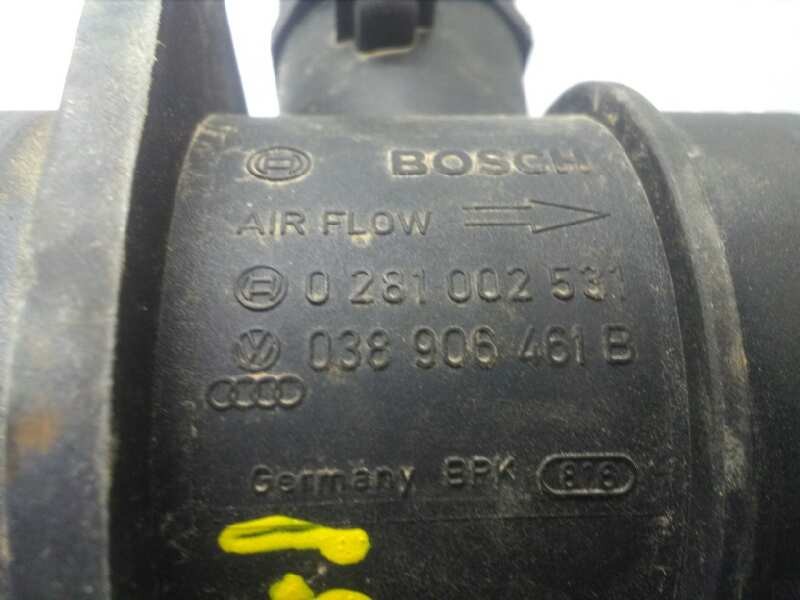 BOSCH
AIR FLOW
0 281 002 531
038 906 461 B
Germany BPK 876